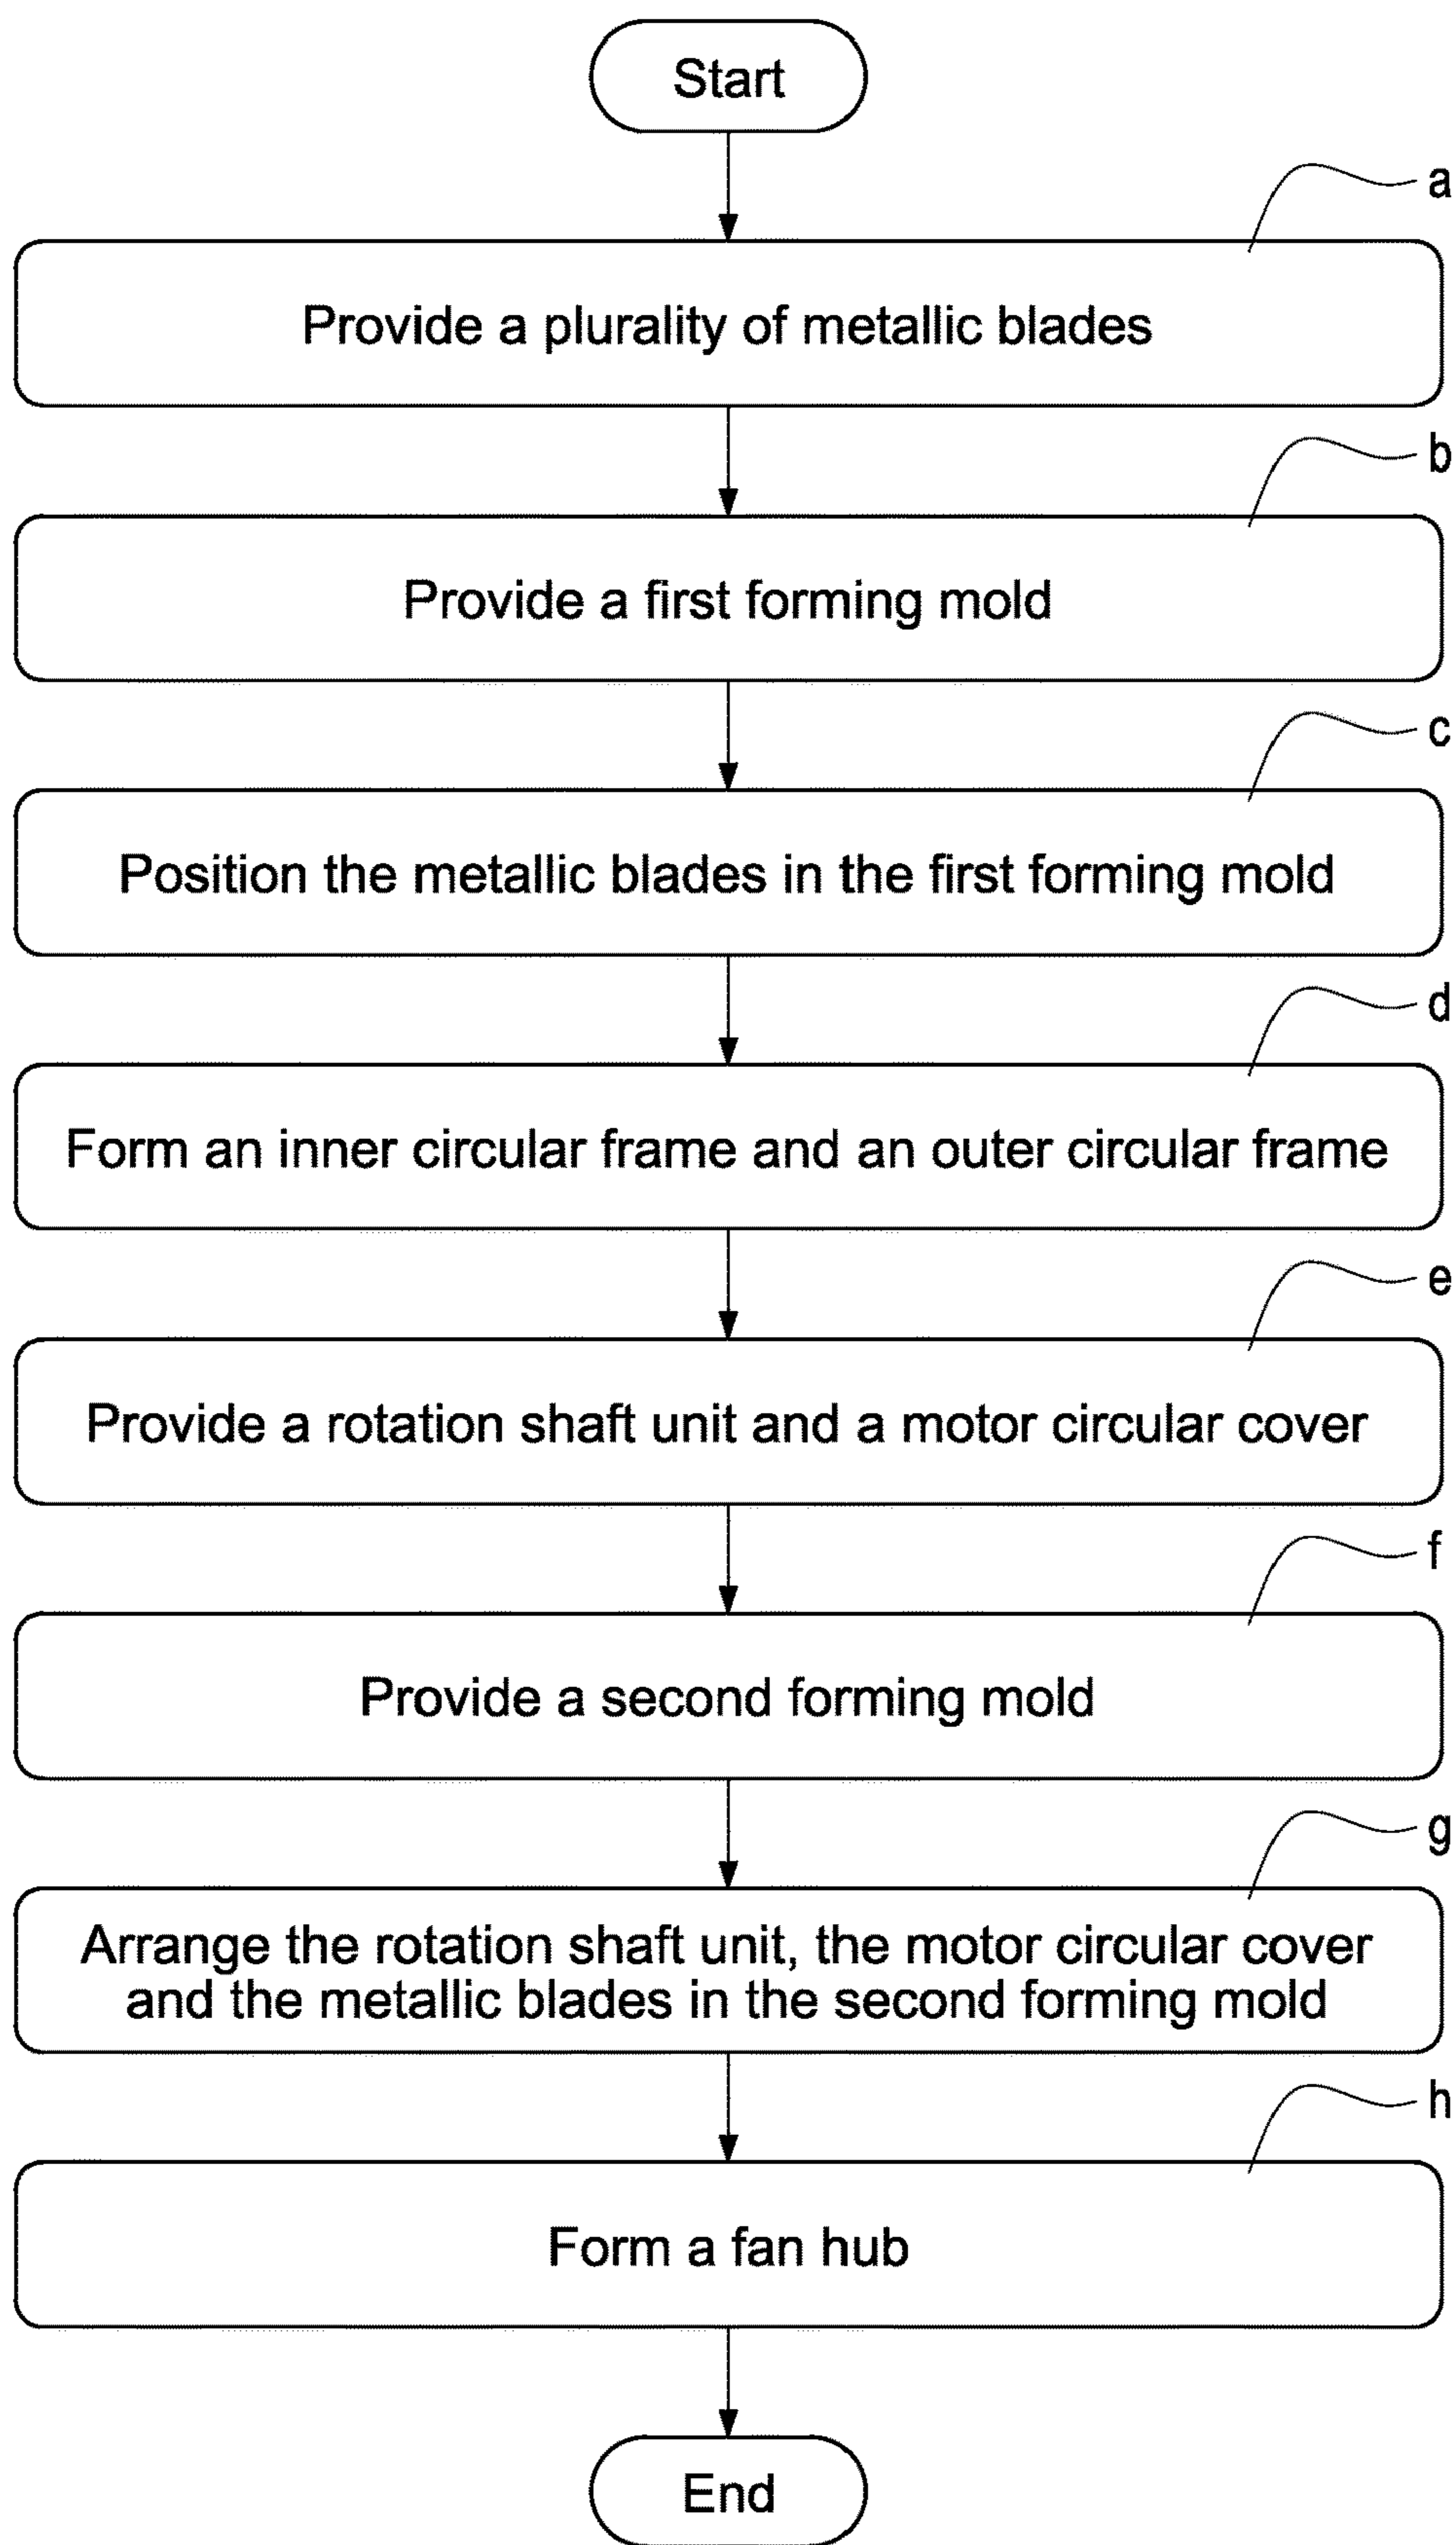 Start
a
Provide a plurality of metallic blades
b
Provide a first forming mold
c
Position the metallic blades in the first forming mold
d
Form an inner circular frame and an outer circular frame
e
Provide a rotation shaft unit and a motor circular cover
f
Provide a second forming mold
g
Arrange the rotation shaft unit, the motor circular cover
and the metallic blades in the second forming mold
h
Form a fan hub
End